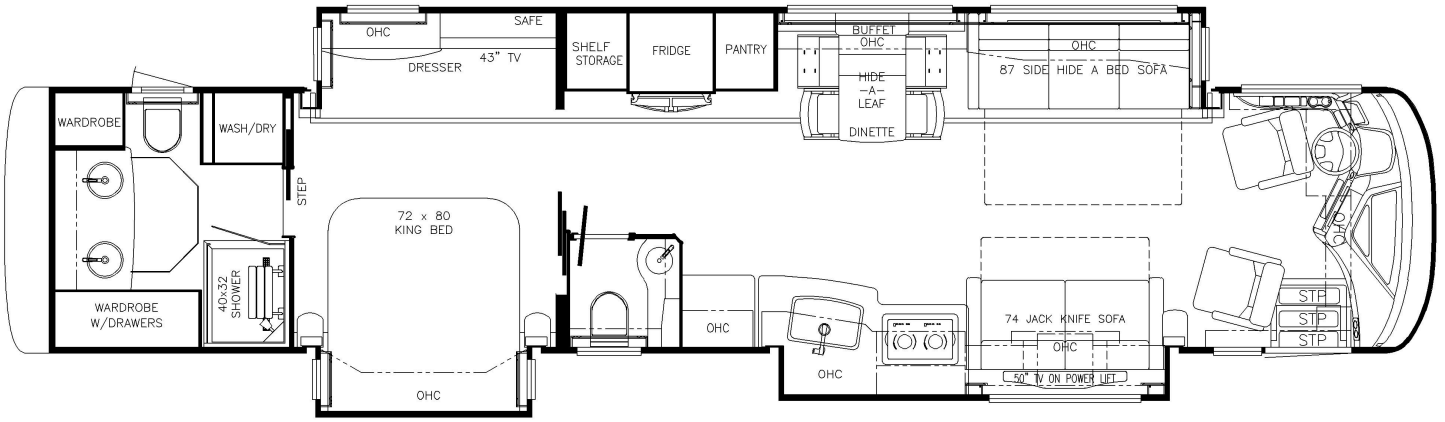 OHC
SAFE
43" TV
DRESSER
SHELF
STORAGE
FRIDGE
PANTRY
BUFFET
OHC
HIDE
-A-
LEAF
DINETTE
OHC
87 SIDE HIDE A BED SOFA
WARDROBE
WASH/DRY
STEP
72 x 80
KING BED
40x32
SHOWER
WARDROBE
W/DRAWERS
OHC
OHC
OHC
74 JACK KNIFE SOFA
OHC
50" TV ON POWER LIFT
OHC
STP
STP
STP